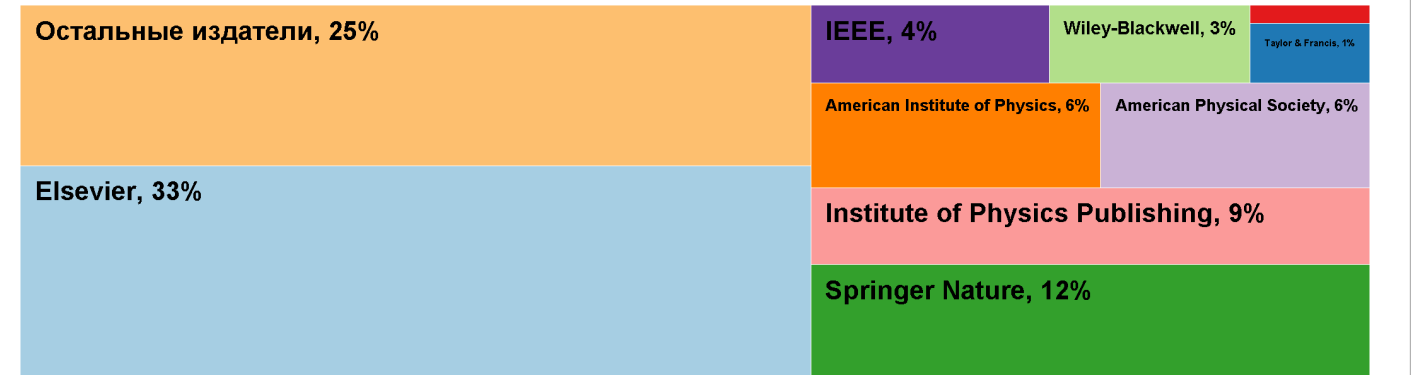 Остальные издатели, 25%
Elsevier, 33%
IEEE, 4%
Wiley-Blackwell, 3%
Taylor & Francis, 1%
American Institute of Physics, 6%
American Physical Society, 6%
Institute of Physics Publishing, 9%
Springer Nature, 12%